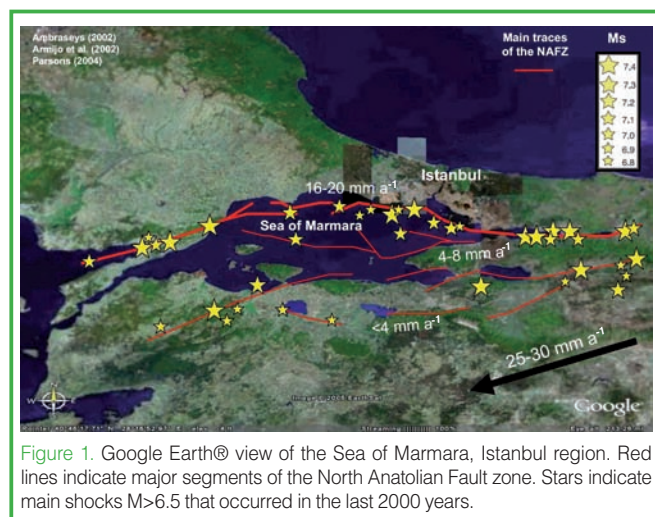 Ambraseys (2002)
Armijo et al. (2002)
Parsons (2004)
Main traces
of the NAFZ
Ms
7.4
7.3
7.2
7.1
7.0
6.9
6.8
Istanbul
16-20 mm a-1
Sea of Marmara
4-8 mm a-1
<4 mm a-1
25-30 mm a-1
N
W
E
S
Google
Figure 1. Google Earth® view of the Sea of Marmara, Istanbul region. Red
lines indicate major segments of the North Anatolian Fault zone. Stars indicate
main shocks M>6.5 that occurred in the last 2000 years.